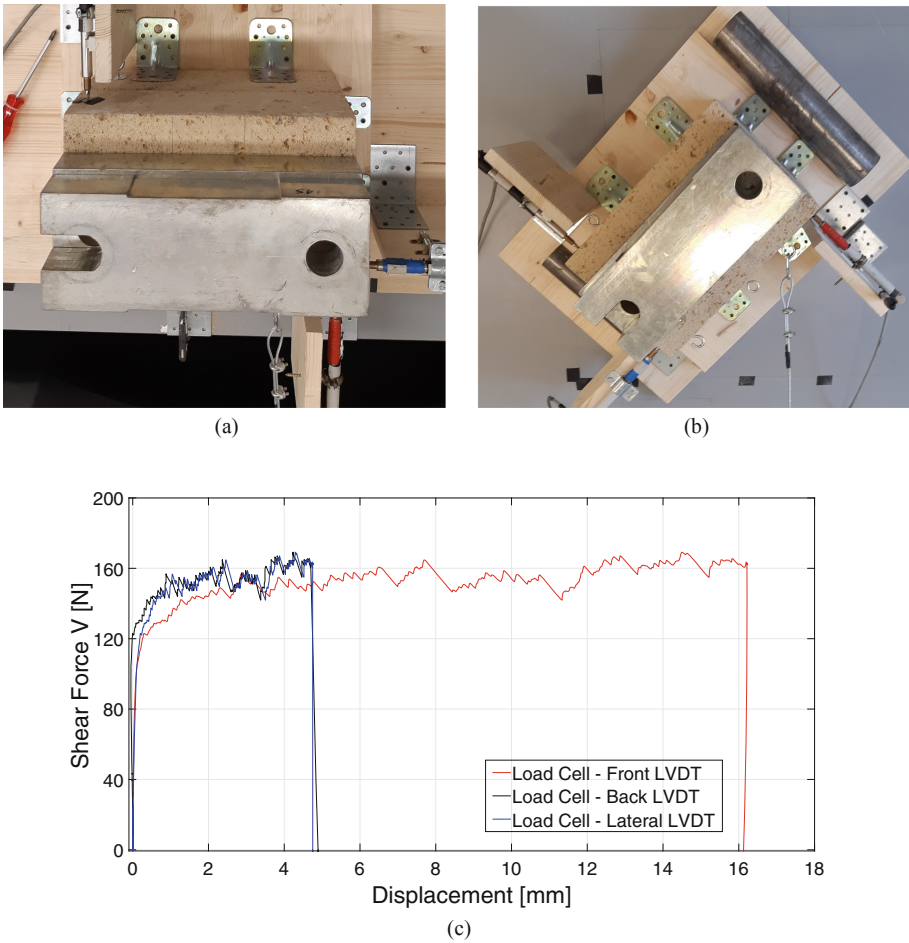 (a)
(b)
200
160
120
80
40
0
Shear Force V [N]
Load Cell - Front LVDT
Load Cell - Back LVDT
Load Cell - Lateral LVDT
0 2 4 6 8 10 12 14 16 18
Displacement [mm]
(c)